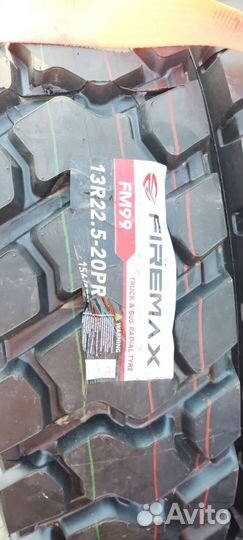 FIREMAX
TRUCK & BUS RADIAL TYRE
FM99
13R22.5-20PR
WARNING
Avito